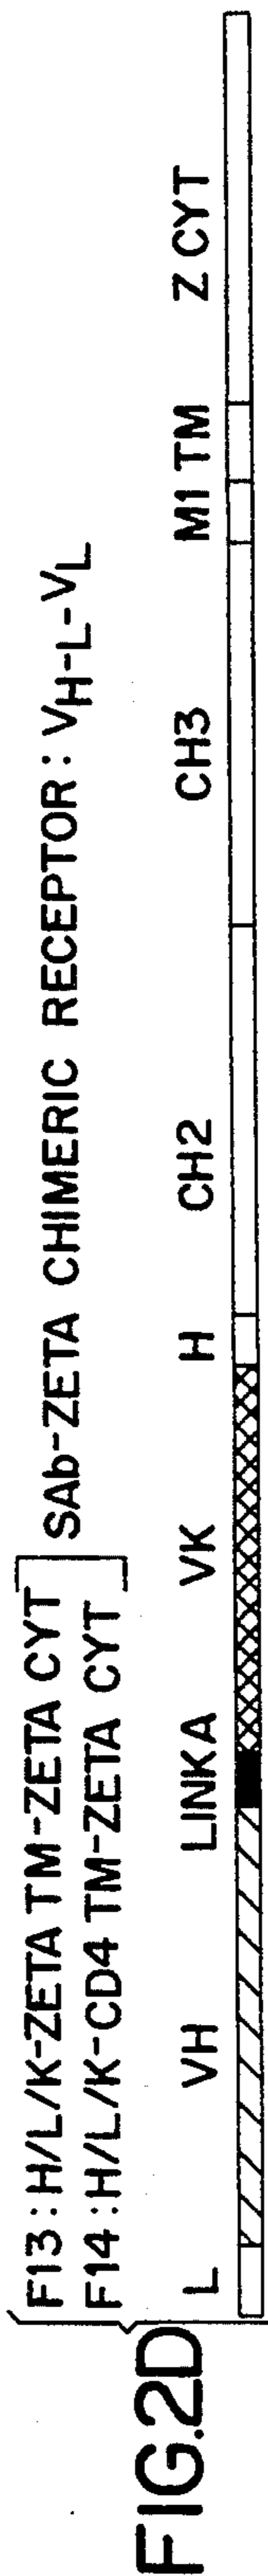 F13:H/L/K-ZETA TM-ZETA CYT
F14:H/L/K-CD4 TM-ZETA CYT
SAb-ZETA CHIMERIC RECEPTOR: VH-L-VL
L VH LINKA VK H CH2 CH3 M1 TM Z CYT
FIG.2D